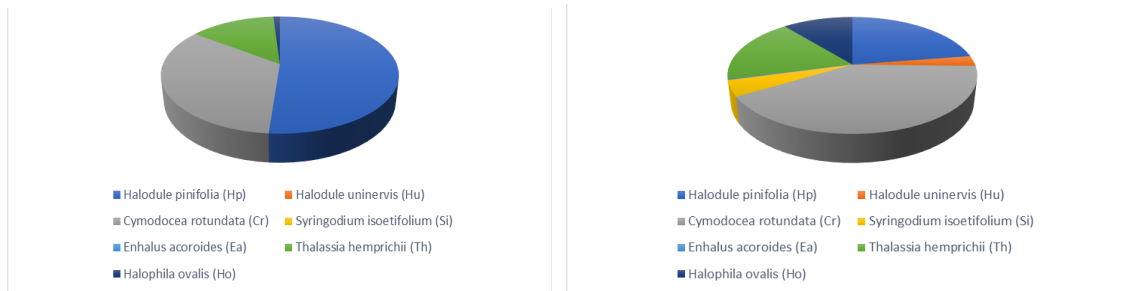 Halodule pinifolia (Hp) Halodule uninervis (Hu)
Cymodocea rotundata (Cr) Syringodium isoetifolium (Si)
Enhalus acoroides (Ea) Thalassia hemprichii (Th)
Halophila ovalis (Ho)
Halodule pinifolia (Hp) Halodule uninervis (Hu)
Cymodocea rotundata (Cr) Syringodium isoetifolium (Si)
Enhalus acoroides (Ea) Thalassia hemprichii (Th)
Halophila ovalis (Ho)